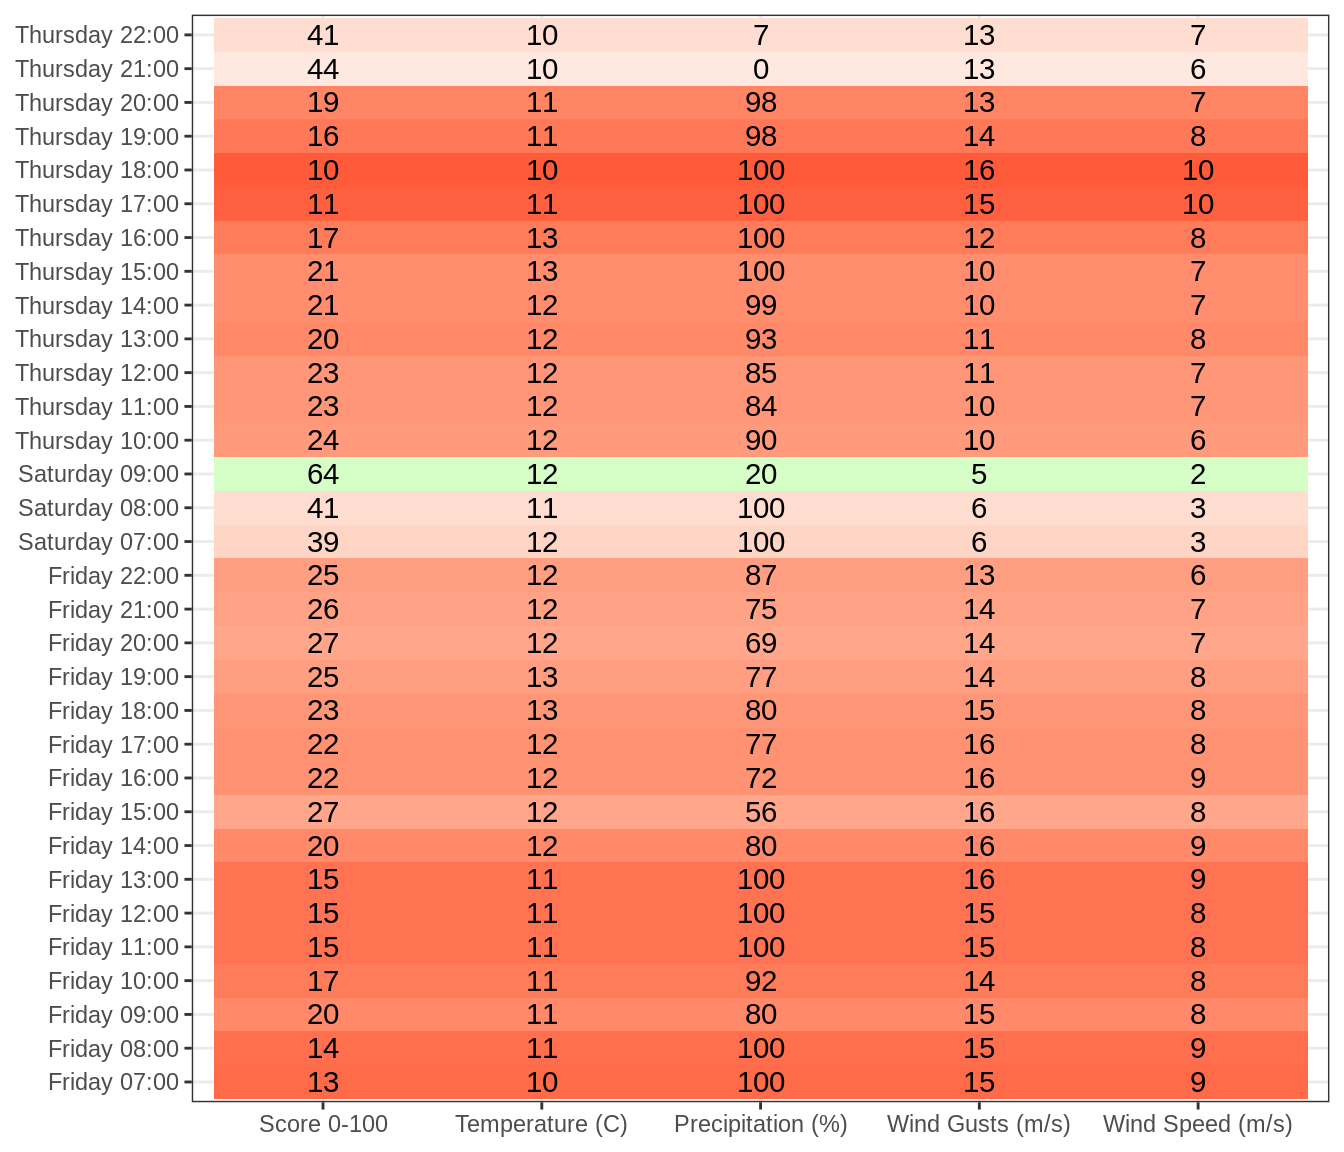 Thursday 22:00 41 10 7 13 7
Thursday 21:00 44 10 0 13 6
Thursday 20:00 19 11 98 13 7
Thursday 19:00 16 11 98 14 8
Thursday 18:00 10 10 100 16 10
Thursday 17:00 11 11 100 15 10
Thursday 16:00 17 13 100 12 8
Thursday 15:00 21 13 100 10 7
Thursday 14:00 21 12 99 10 7
Thursday 13:00 20 12 93 11 8
Thursday 12:00 23 12 85 11 7
Thursday 11:00 23 12 84 10 7
Thursday 10:00 24 12 90 10 6
Saturday 09:00 64 12 20 5 2
Saturday 08:00 41 11 100 6 3
Saturday 07:00 39 12 100 6 3
Friday 22:00 25 12 87 13 6
Friday 21:00 26 12 75 14 7
Friday 20:00 27 12 69 14 7
Friday 19:00 25 13 77 14 8
Friday 18:00 23 13 80 15 8
Friday 17:00 22 12 77 16 8
Friday 16:00 22 12 72 16 9
Friday 15:00 27 12 56 16 8
Friday 14:00 20 12 80 16 9
Friday 13:00 15 11 100 16 9
Friday 12:00 15 11 100 15 8
Friday 11:00 15 11 100 15 8
Friday 10:00 17 11 92 14 8
Friday 09:00 20 11 80 15 8
Friday 08:00 14 11 100 15 9
Friday 07:00 13 10 100 15 9
Score 0-100 Temperature (C) Precipitation (%) Wind Gusts (m/s) Wind Speed (m/s)